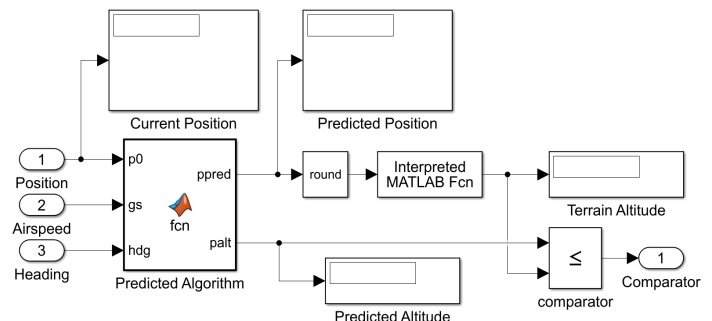 Current Position
Predicted Position
1
Position
2
Airspeed
3
Heading
p0
gs
hdg
fcn
ppred
palt
Predicted Algorithm
round
Interpreted
MATLAB Fcn
Terrain Altitude
Predicted Altitude
≤
comparator
1
Comparator